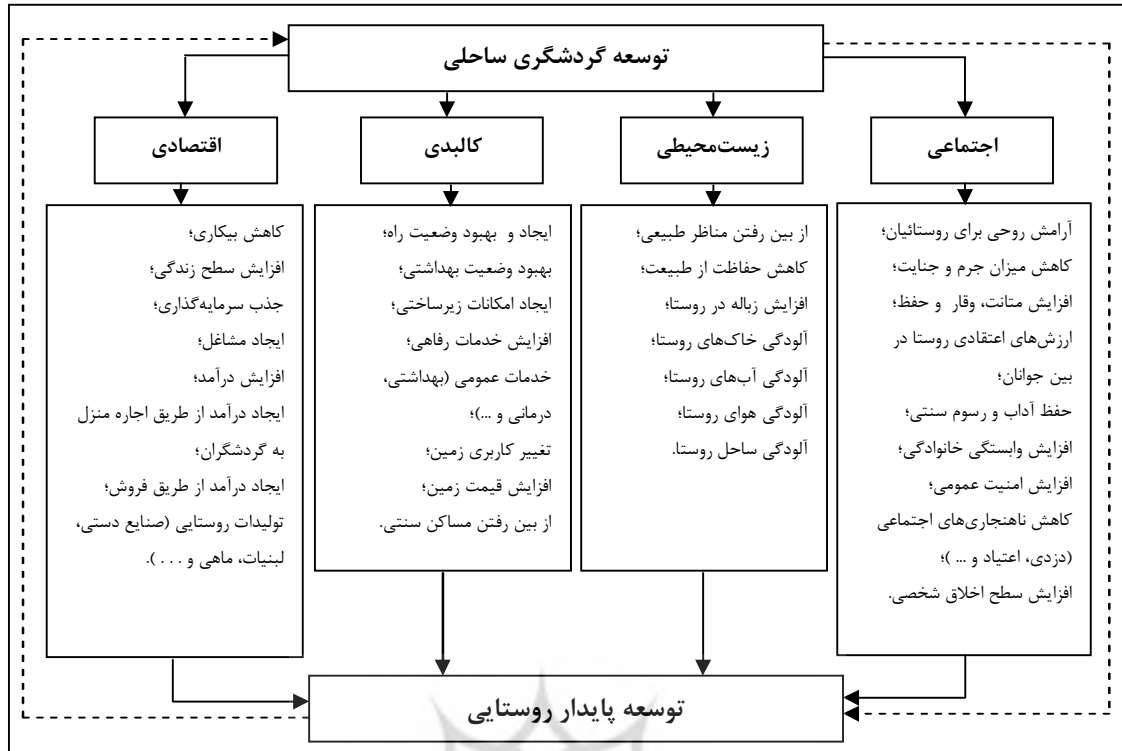 توسعه گردشگری ساحلی
اجتماعی
زیست‌محیطی
کالبدی
اقتصادی
آرامش روحی برای روستائیان؛
کاهش میزان جرم و جنایت؛
افزایش متانت، وقار و حفظ؛
ارزش‌های اعتقادی روستا در
بین جوانان؛
حفظ آداب و رسوم سنتی؛
افزایش وابستگی خانوادگی؛
افزایش امنیت عمومی؛
کاهش ناهنجاری‌های اجتماعی
(دزدی، اعتیاد و ...)؛
افزایش سطح اخلاق شخصی.
از بین رفتن مناظر طبیعی؛
کاهش حفاظت از طبیعت؛
افزایش زباله در روستا؛
آلودگی خاک‌های روستا؛
آلودگی آب‌های روستا؛
آلودگی هوای روستا؛
آلودگی ساحل روستا.
ایجاد و بهبود وضعیت راه؛
بهبود وضعیت بهداشتی؛
ایجاد امکانات زیرساختی؛
افزایش خدمات رفاهی؛
خدمات عمومی (بهداشتی،
درمانی و ...)؛
تغییر کاربری زمین؛
افزایش قیمت زمین؛
از بین رفتن مساکن سنتی.
کاهش بیکاری؛
افزایش سطح زندگی؛
جذب سرمایه‌گذاری؛
ایجاد مشاغل؛
افزایش درآمد؛
ایجاد درآمد از طریق اجاره منزل
به گردشگران؛
ایجاد درآمد از طریق فروش؛
تولیدات روستایی (صنایع دستی،
لبنیات، ماهی و . . . ).
توسعه پایدار روستایی